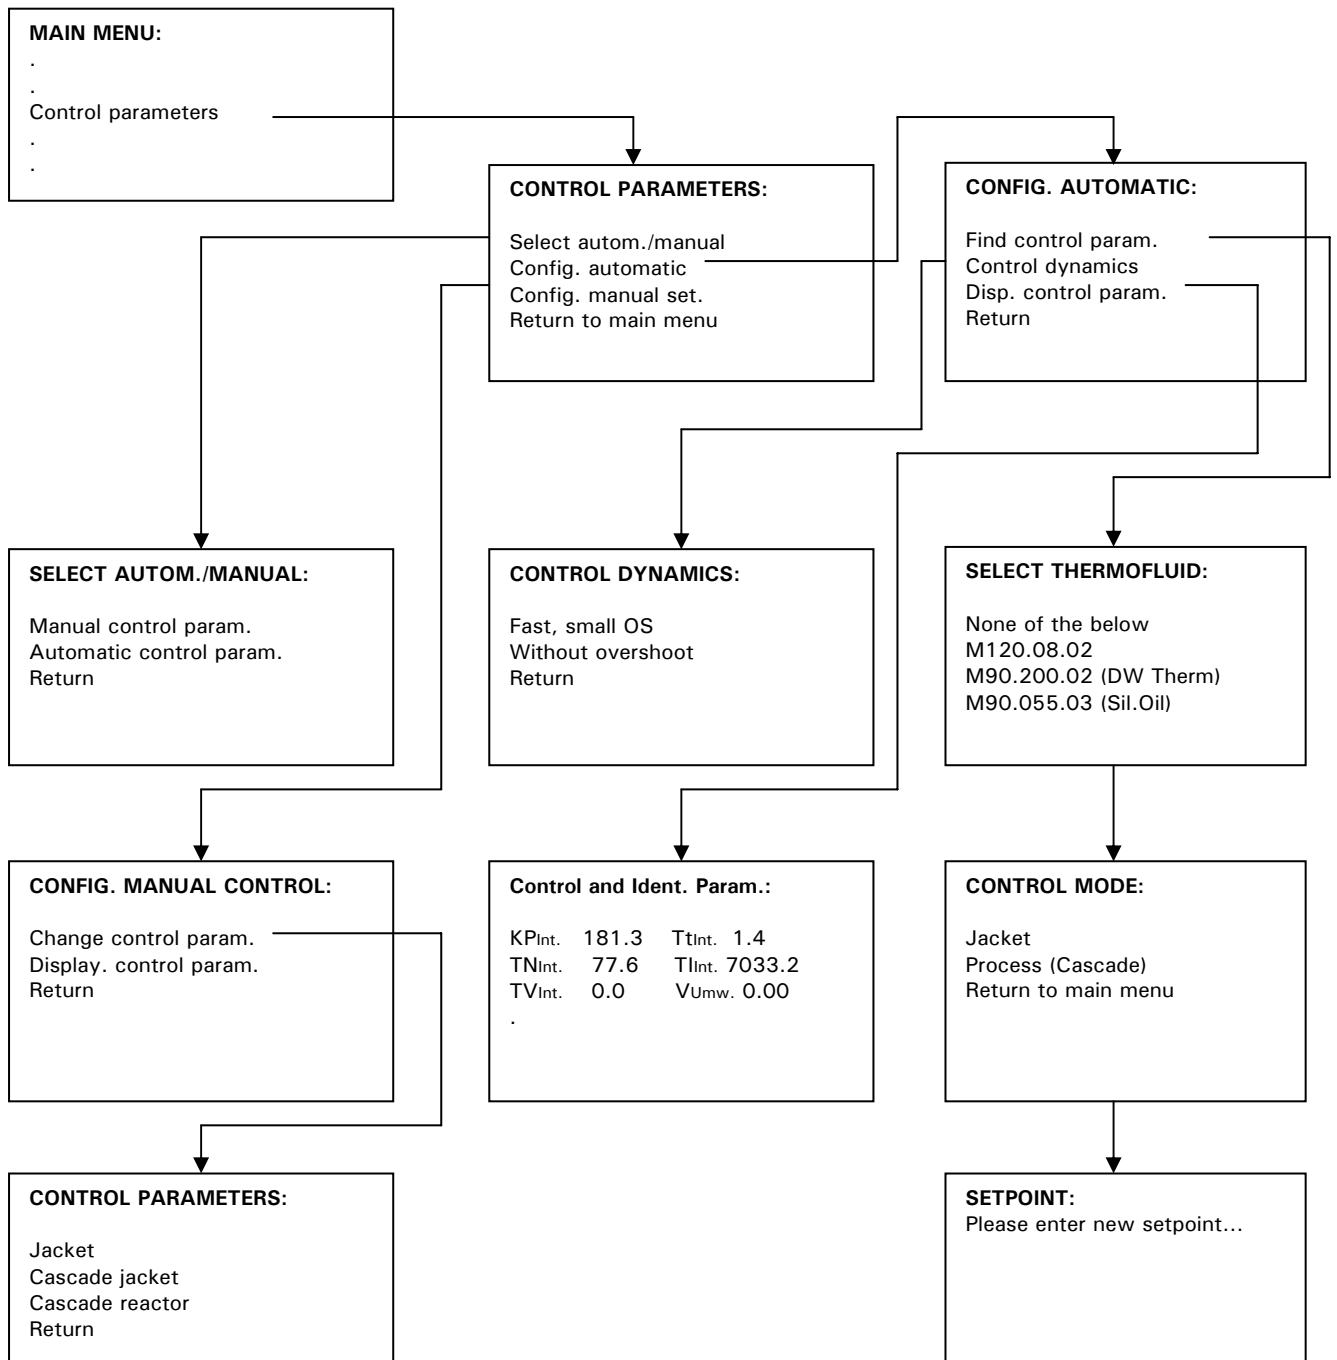 MAIN MENU:
.
.
Control parameters
.
.
CONTROL PARAMETERS:
Select autom./manual
Config. automatic
Config. manual set.
Return to main menu
CONFIG. AUTOMATIC:
Find control param.
Control dynamics
Disp. control param.
Return
SELECT AUTOM./MANUAL:
Manual control param.
Automatic control param.
Return
CONTROL DYNAMICS:
Fast, small OS
Without overshoot
Return
SELECT THERMOFLUID:
None of the below
M120.08.02
M90.200.02 (DW Therm)
M90.055.03 (Sil.Oil)
CONFIG. MANUAL CONTROL:
Change control param.
Display. control param.
Return
Control and Ident. Param.:
KPInt. 181.3 TtInt. 1.4
TNInt. 77.6 TIInt. 7033.2
TVInt. 0.0 VUmw. 0.00
.
CONTROL MODE:
Jacket
Process (Cascade)
Return to main menu
CONTROL PARAMETERS:
Jacket
Cascade jacket
Cascade reactor
Return
SETPOINT:
Please enter new setpoint...